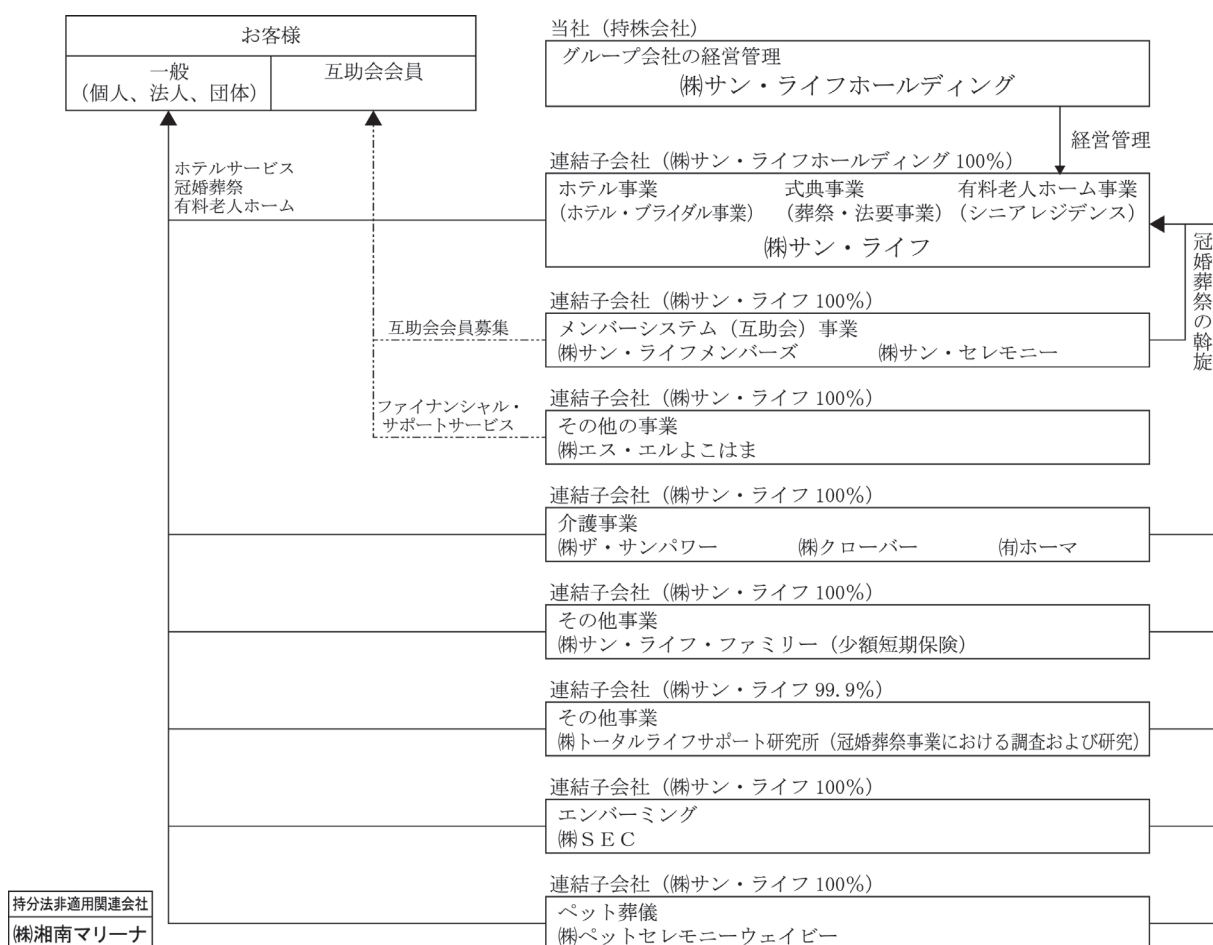 お客様
一般
(個人、法人、団体)
互助会会員
当社（持株会社）
グループ会社の経営管理
㈱サン・ライフホールディング
経営管理
ホテルサービス
冠婚葬祭
有料老人ホーム
連結子会社（㈱サン・ライフホールディング 100%）
ホテル事業 式典事業 有料老人ホーム事業
(ホテル・ブライダル事業) (葬祭・法要事業) (シニアレジデンス)
㈱サン・ライフ
冠婚葬祭の斡旋
連結子会社（㈱サン・ライフ 100%）
互助会会員募集
メンバーシステム（互助会）事業
㈱サン・ライフメンバーズ ㈱サン・セレモニー
連結子会社（㈱サン・ライフ 100%）
ファイナンシャル・
サポートサービス
その他の事業
㈱エス・エルよこはま
連結子会社（㈱サン・ライフ 100%）
介護事業
㈱ザ・サンパワー ㈱クローバー ㈲ホーマ
連結子会社（㈱サン・ライフ 100%）
その他事業
㈱サン・ライフ・ファミリー（少額短期保険）
連結子会社（㈱サン・ライフ 99.9%）
その他事業
㈱トータルライフサポート研究所（冠婚葬祭事業における調査および研究）
連結子会社（㈱サン・ライフ 100%）
エンバーミング
㈱ＳＥＣ
連結子会社（㈱サン・ライフ 100%）
ペット葬儀
㈱ペットセレモニーウェイビー
持分法非適用関連会社
㈱湘南マリーナ